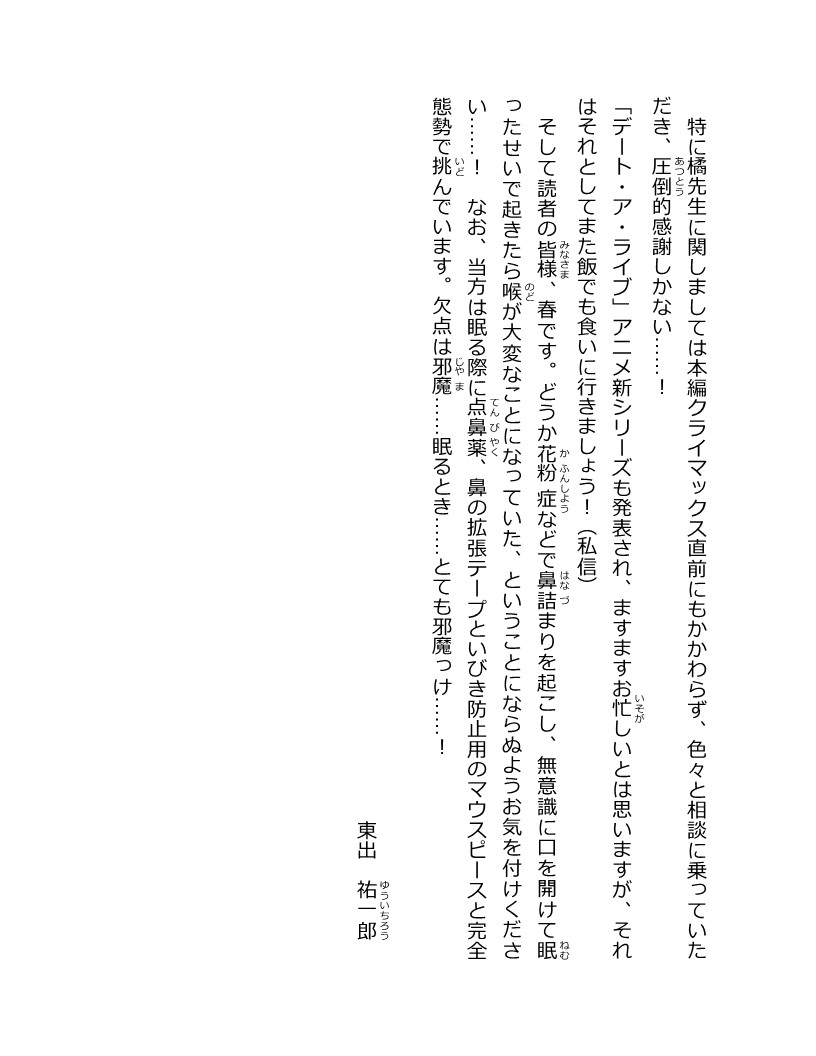 特に橘先生に関しましては本編クライマックス直前にもかかわらず、色々と相談に乗っていた
だき、圧倒的感謝しかない……！
「デート・ア・ライブ」アニメ新シリーズも発表され、ますますお忙しいとは思いますが、それ
はそれとしてまた飯でも食いに行きましょう！（私信）
　そして読者の皆様、春です。どうか花粉症などで鼻詰まりを起こし、無意識に口を開けて眠
ったせいで起きたら喉が大変なことになっていた、ということにならぬようお気を付けくださ
い……！　なお、当方は眠る際に点鼻薬、鼻の拡張テープといびき防止用のマウスピースと完全
態勢で挑んでいます。欠点は邪魔……眠るとき……とても邪魔っけ……！
東出　祐一郎